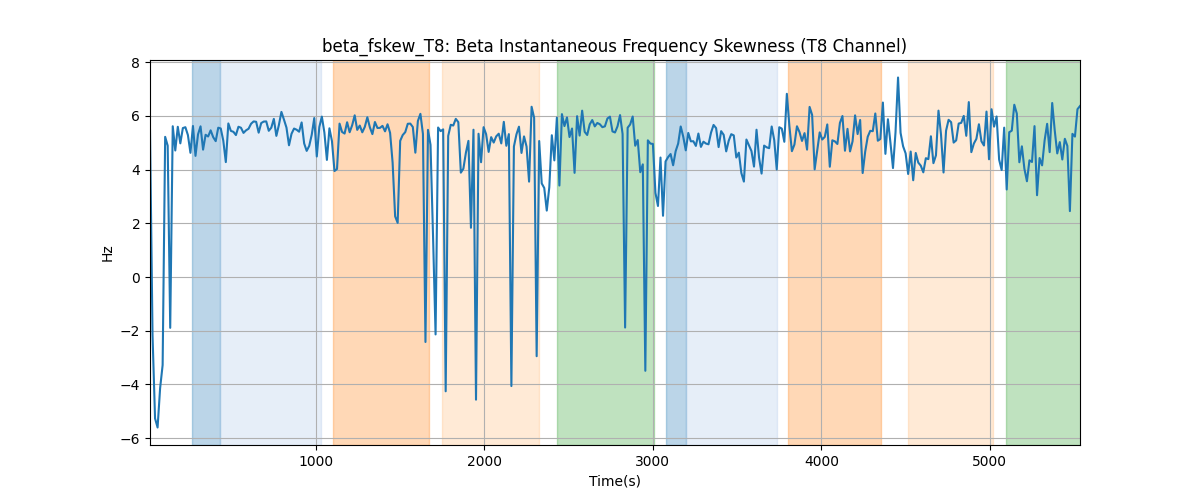 beta_fskew_T8: Beta Instantaneous Frequency Skewness (T8 Channel)
8
6
4
2
0
−2
−4
−6
Hz
1000 2000 3000 4000 5000
Time(s)